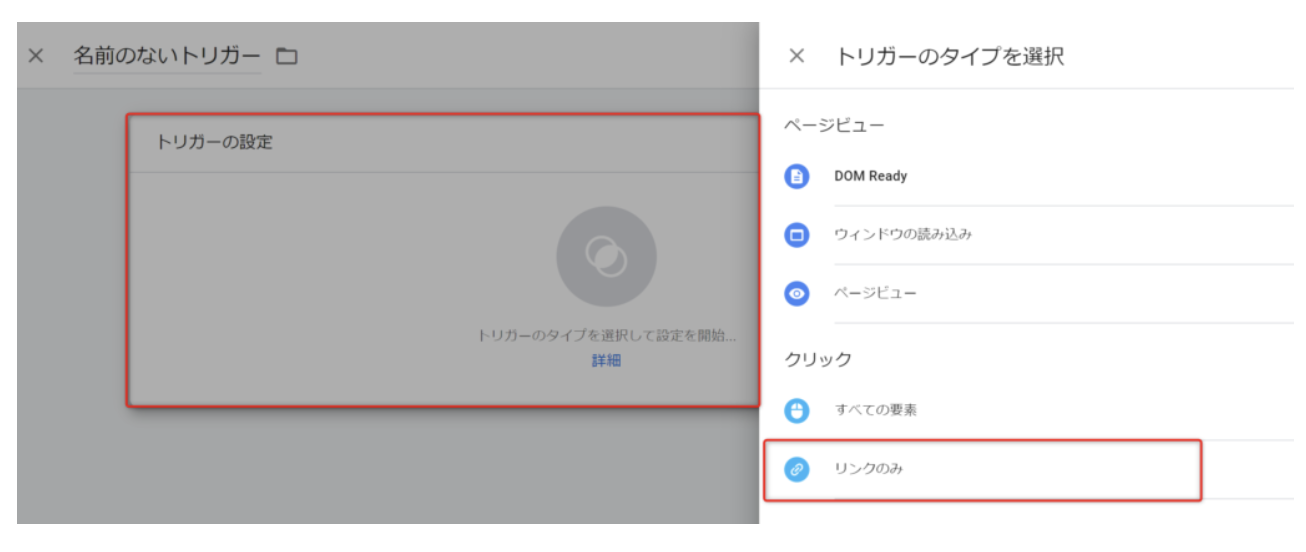 名前のないトリガー
トリガーの設定
トリガーのタイプを選択して設定を開始...
詳細
トリガーのタイプを選択
ページビュー
DOM Ready
ウィンドウの読み込み
ページビュー
クリック
すべての要素
リンクのみ